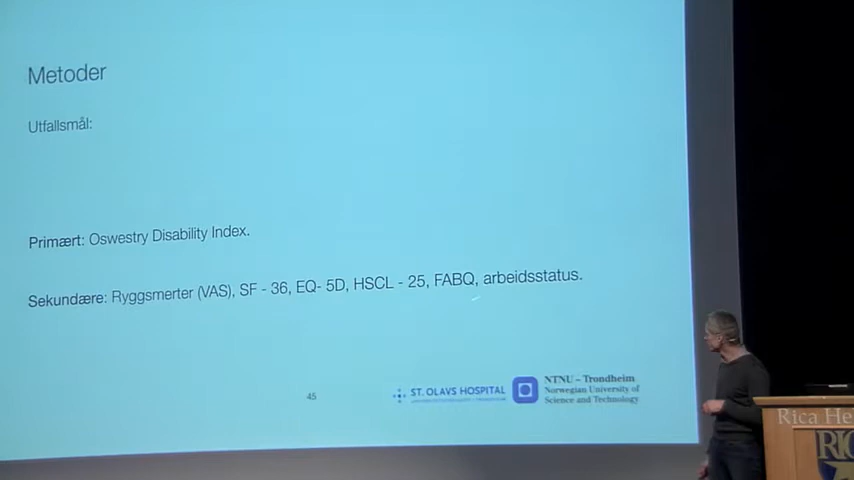 Metoder
Utfallsmål:
Primært: Oswestry Disability Index.
Sekundære: Ryggsmerter (VAS), SF - 36, EQ- 5D, HSCL - 25, FABQ, arbeidsstatus.
45
ST. OLAVS HOSPITAL
NTNU – Trondheim
Norwegian University of
Science and Technology
Rica He
RIC